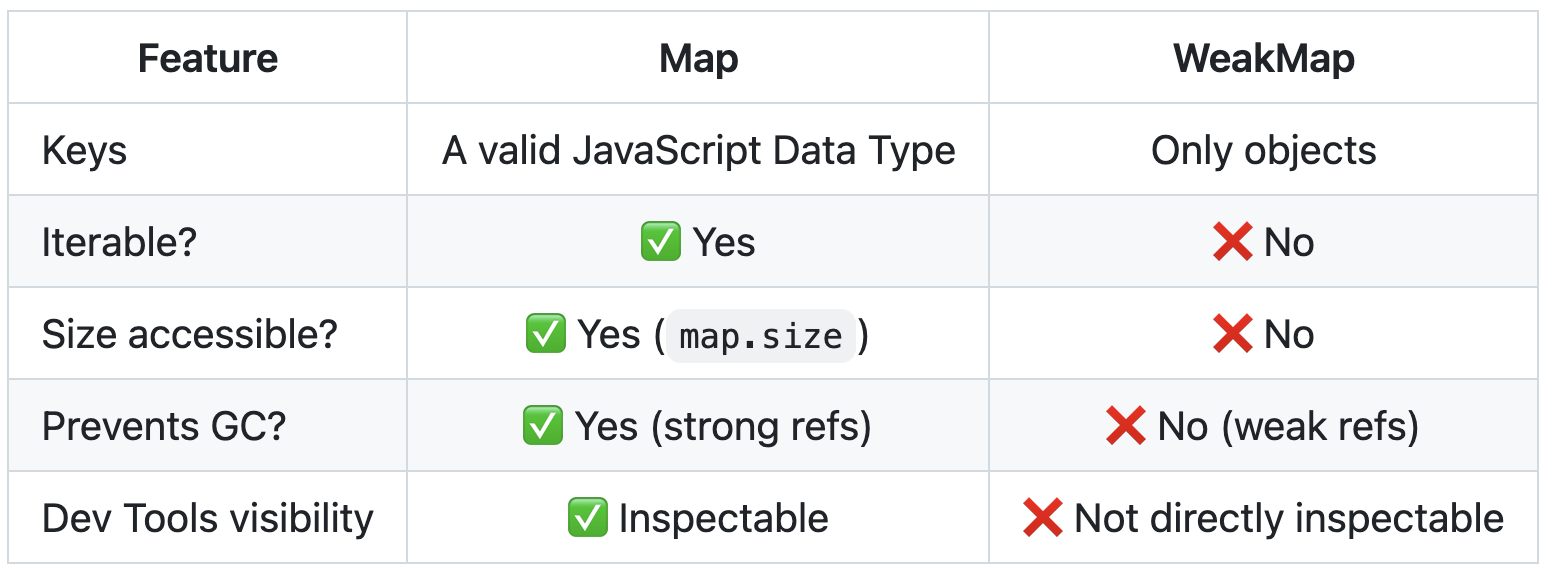 Feature Map WeakMap
Keys A valid JavaScript Data Type Only objects
Iterable? ✅ Yes ❌ No
Size accessible? ✅ Yes (map.size) ❌ No
Prevents GC? ✅ Yes (strong refs) ❌ No (weak refs)
Dev Tools visibility ✅ Inspectable ❌ Not directly inspectable